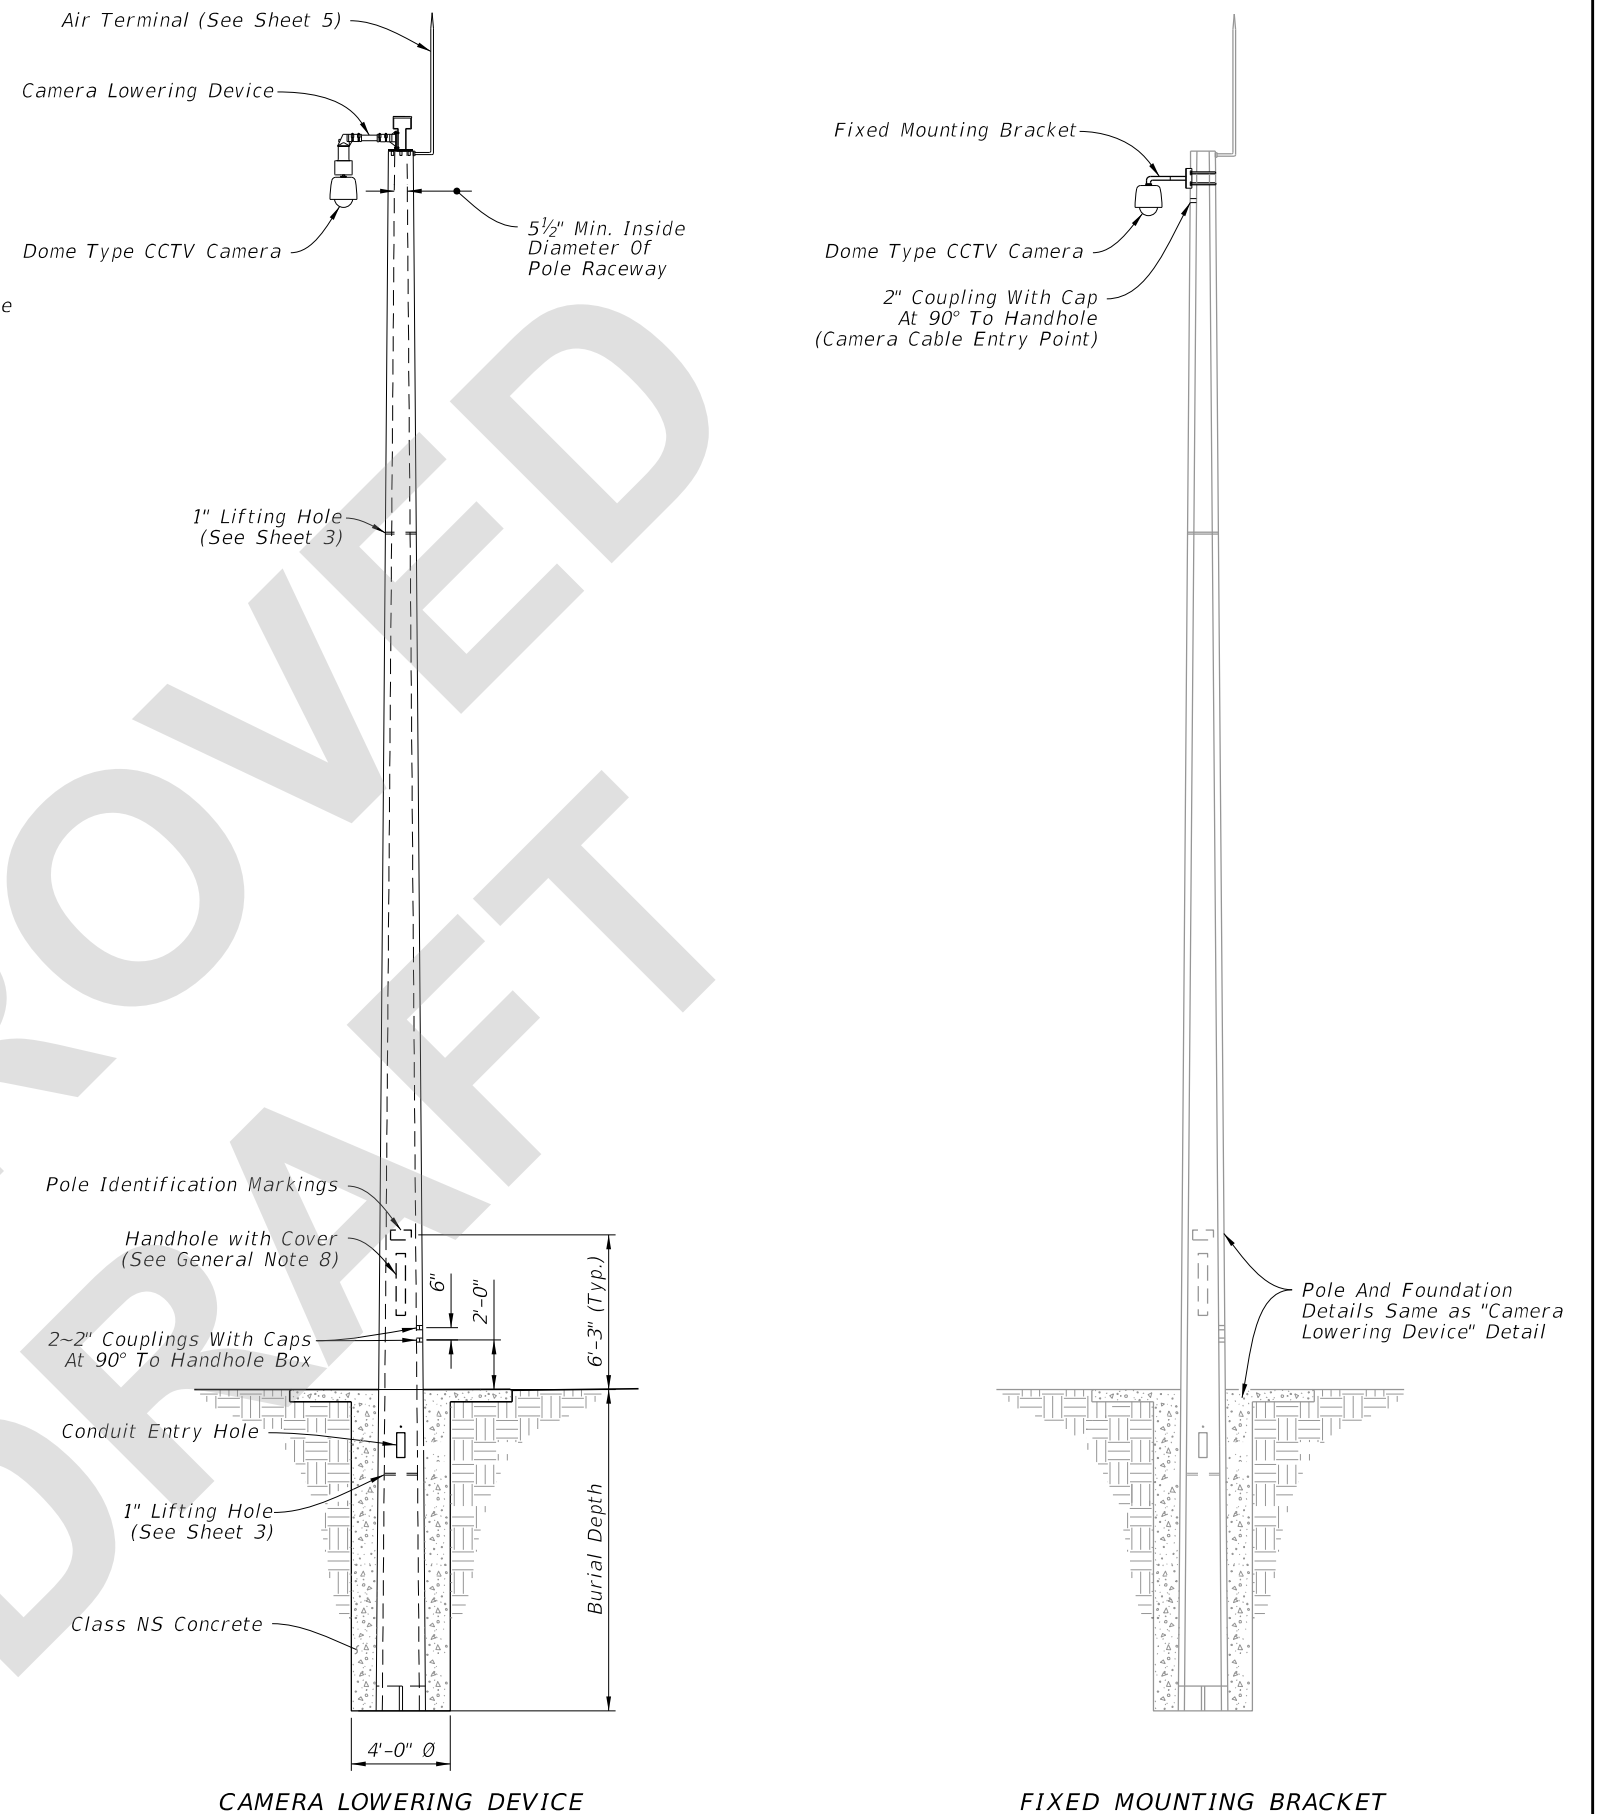 Air Terminal (See Sheet 5)
Camera Lowering Device
Dome Type CCTV Camera
5½" Min. Inside
Diameter Of
Pole Raceway
e
1" Lifting Hole
(See Sheet 3)
Pole Identification Markings
Handhole with Cover
(See General Note 8)
6"
2'-0"
6'-3" (Typ.)
2~2" Couplings With Caps
At 90° To Handhole Box
Conduit Entry Hole
1" Lifting Hole
(See Sheet 3)
Burial Depth
Class NS Concrete
4'-0" Ø
CAMERA LOWERING DEVICE
Fixed Mounting Bracket
Dome Type CCTV Camera
2" Coupling With Cap
At 90° To Handhole
(Camera Cable Entry Point)
Pole And Foundation
Details Same as "Camera
Lowering Device" Detail
FIXED MOUNTING BRACKET
ROVED
DRAFT